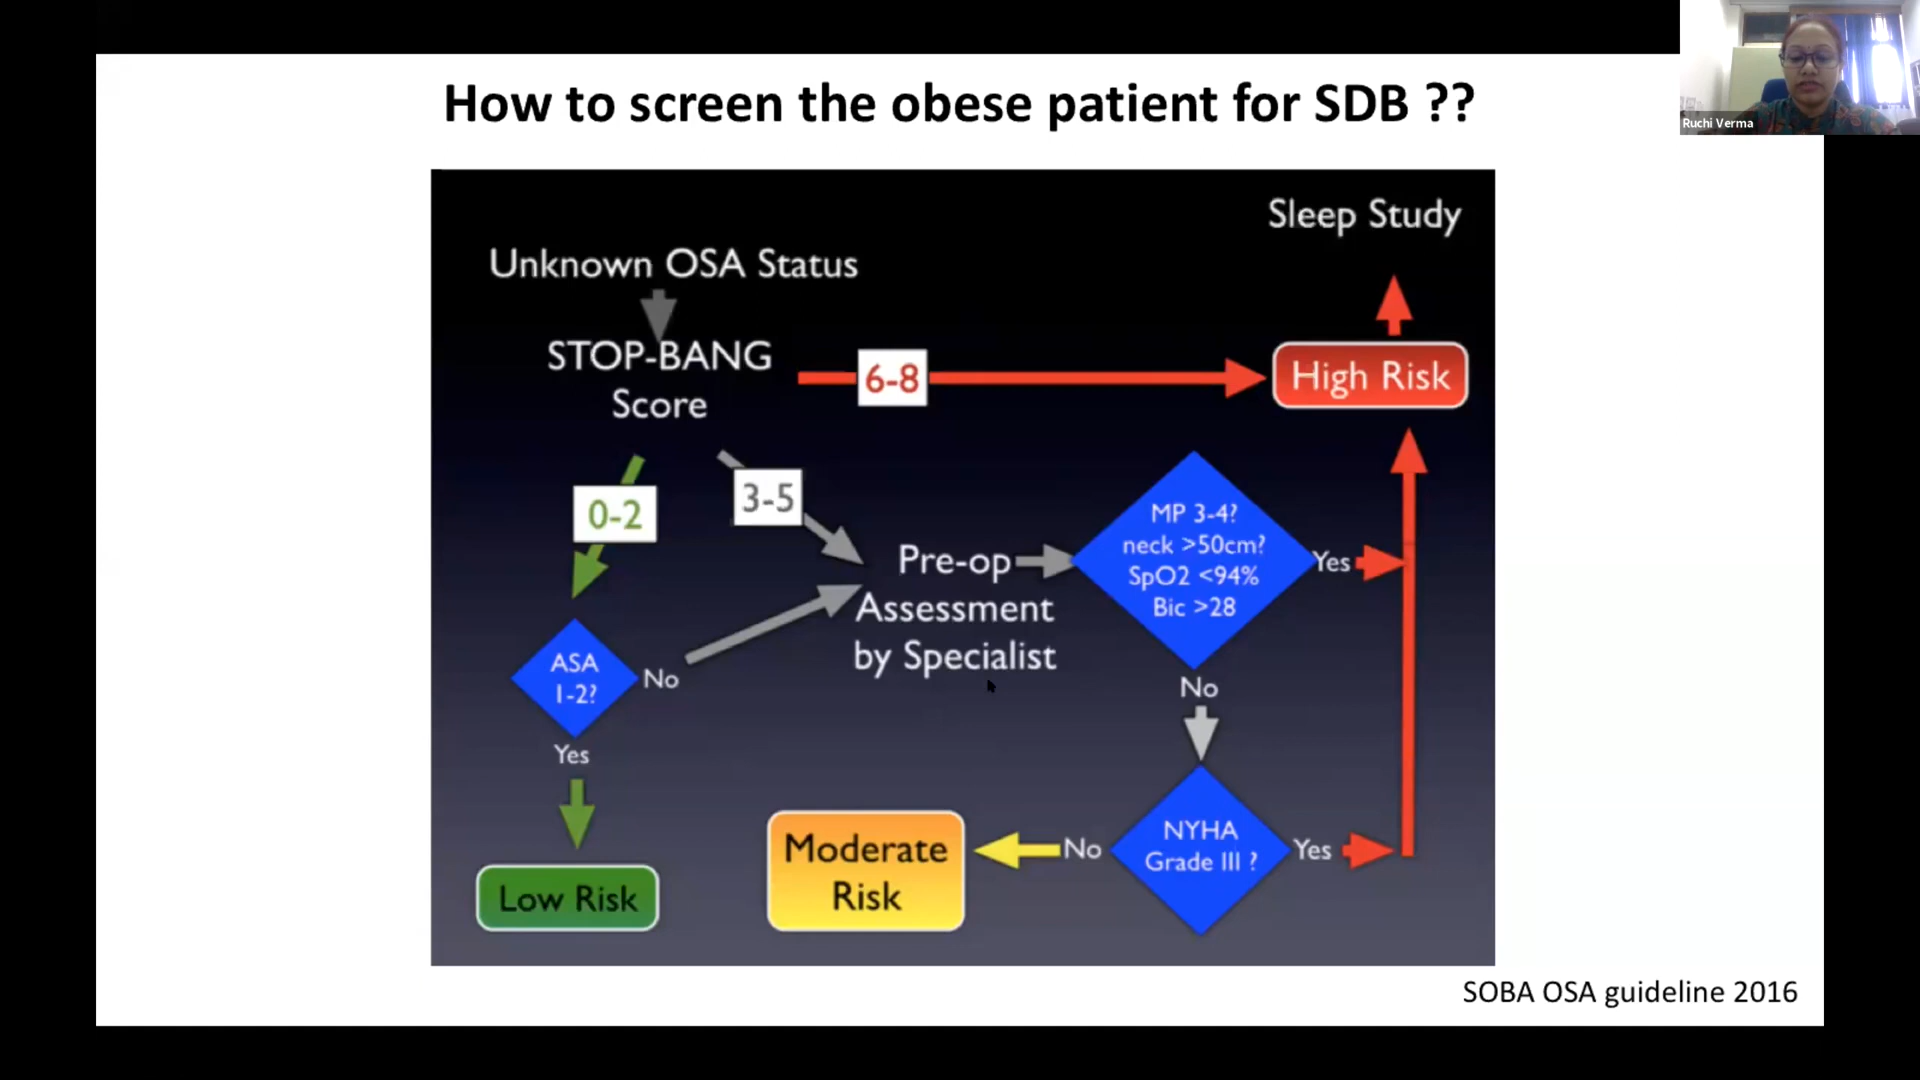 How to screen the obese patient for SDB ??
Ruchi Verma
Sleep Study
Unknown OSA Status
STOP-BANG
Score
6-8
High Risk
0-2
3-5
Pre-op
Assessment
by Specialist
MP 3-4?
neck >50cm?
SpO2 <94%
Bic >28
Yes
No
ASA
1-2?
No
Yes
Low Risk
NYHA
Grade III ?
Yes
No
Moderate
Risk
SOBA OSA guideline 2016